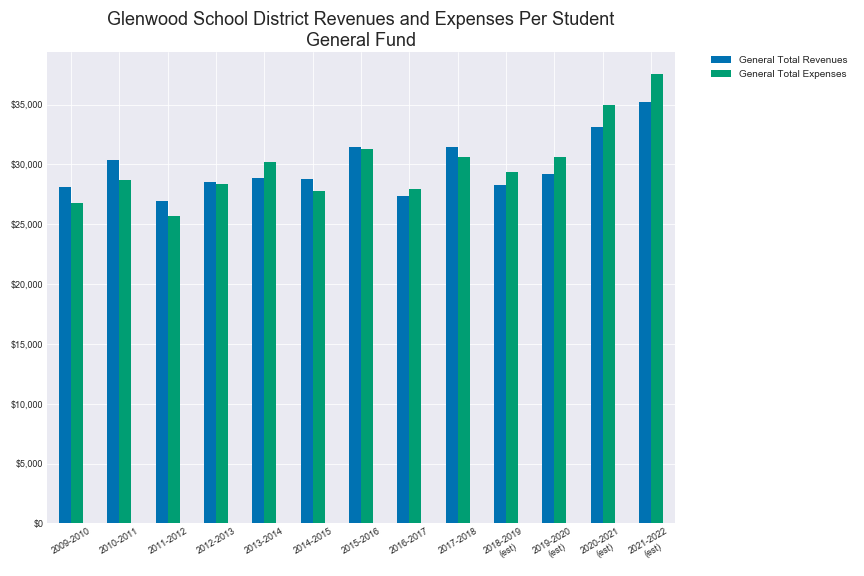 Glenwood School District Revenues and Expenses Per Student
General Fund
General Total Revenues
General Total Expenses
$35,000
$30,000
$25,000
$20,000
$15,000
$10,000
$5,000
$0
2009-2010
2010-2011
2011-2012
2012-2013
2013-2014
2014-2015
2015-2016
2016-2017
2017-2018
2018-2019
(est)
2019-2020
(est)
2020-2021
(est)
2021-2022
(est)